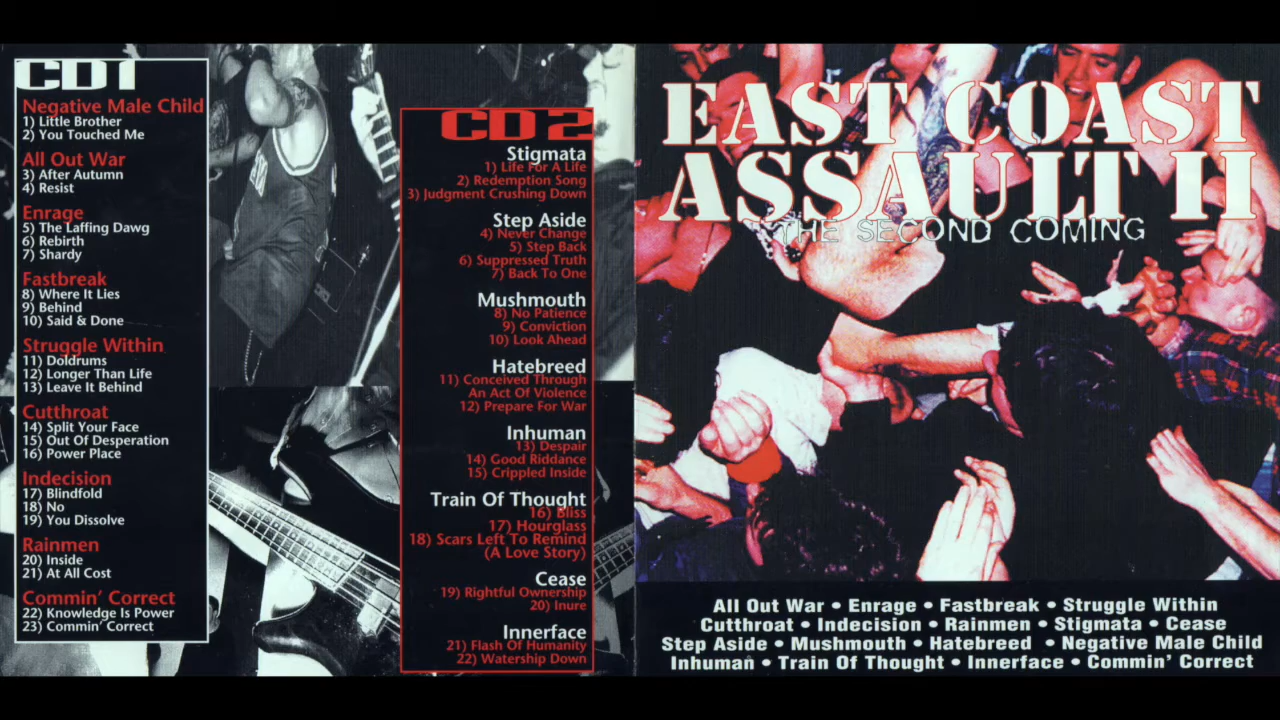 CD1
Negative Male Child
1) Little Brother
2) You Touched Me
All Out War
3) After Autumn
4) Resist
Enrage
5) The Laffing Dawg
6) Rebirth
7) Shardy
Fastbreak
8) Where It Lies
9) Behind
10) Said & Done
Struggle Within
11) Doldrums
12) Longer Than Life
13) Leave It Behind
Cutthroat
14) Split Your Face
15) Out Of Desperation
16) Power Place
Indecision
17) Blindfold
18) No
19) You Dissolve
Rainmen
20) Inside
21) At All Cost
Commin' Correct
22) Knowledge Is Power
23) Commin' Correct
CD2
Stigmata
1) Life For A Life
2) Redemption Song
3) Judgment Crushing Down
Step Aside
4) Never Change
5) Step Back
6) Suppressed Truth
7) Back To One
Mushmouth
8) No Patience
9) Conviction
10) Look Ahead
Hatebreed
11) Conceived Through
An Act Of Violence
12) Prepare For War
Inhuman
13) Despair
14) Good Riddance
15) Crippled Inside
Train Of Thought
16) Bliss
17) Hourglass
18) Scars Left To Remind
(A Love Story)
Cease
19) Rightful Ownership
20) Inure
Innerface
21) Flash Of Humanity
22) Watership Down
EAST COAST
ASSAULT II
THE SECOND COMING
All Out War • Enrage • Fastbreak • Struggle Within
Cutthroat • Indecision • Rainmen • Stigmata • Cease
Step Aside • Mushmouth • Hatebreed • Negative Male Child
Inhuman • Train Of Thought • Innerface • Commin' Correct